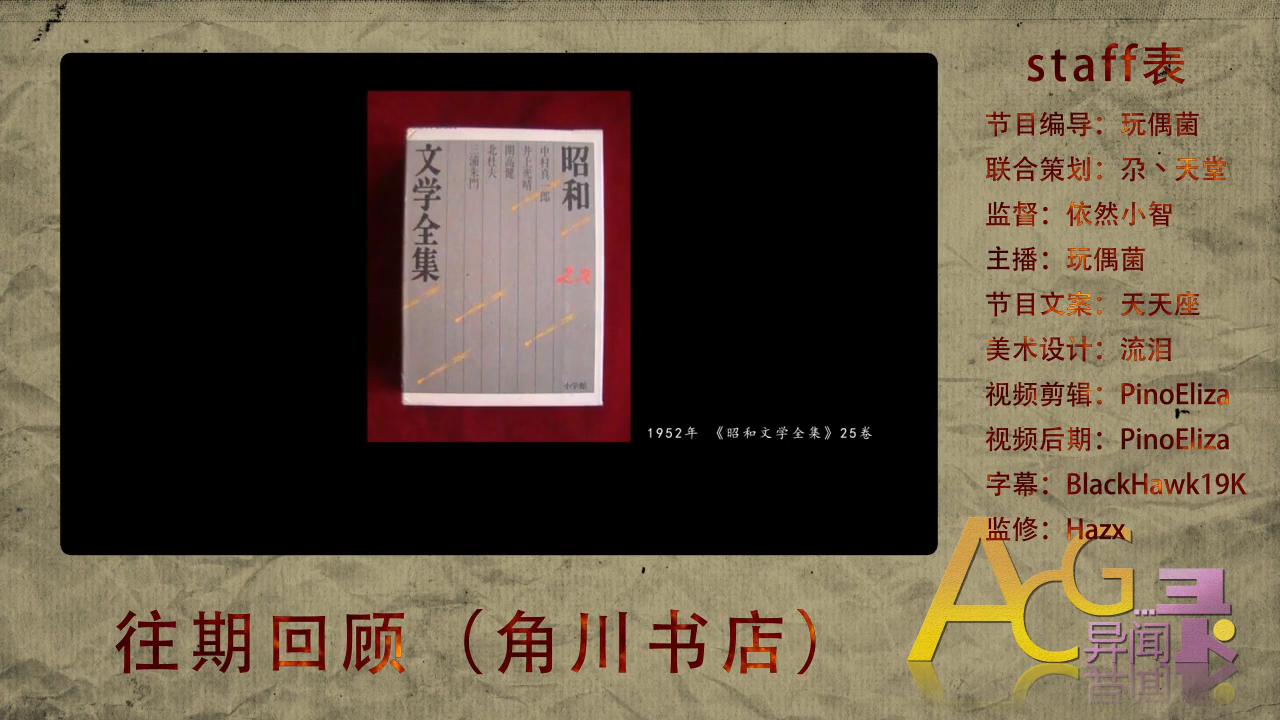 staff表
节目编导：玩偶菌
联合策划：尕丶天堂
监督：依然小智
主播：玩偶菌
节目文案：天天座
美术设计：流泪
视频剪辑：PinoEliza
视频后期：PinoEliza
字幕：BlackHawk19K
监修：Hazx
昭和
中村真一郎
井上光晴
開高健
北杜夫
三浦朱門
文学全集
22
小学館
1952年 《昭和文学全集》25卷
往期回顾（角川书店）
ACG
异闻录